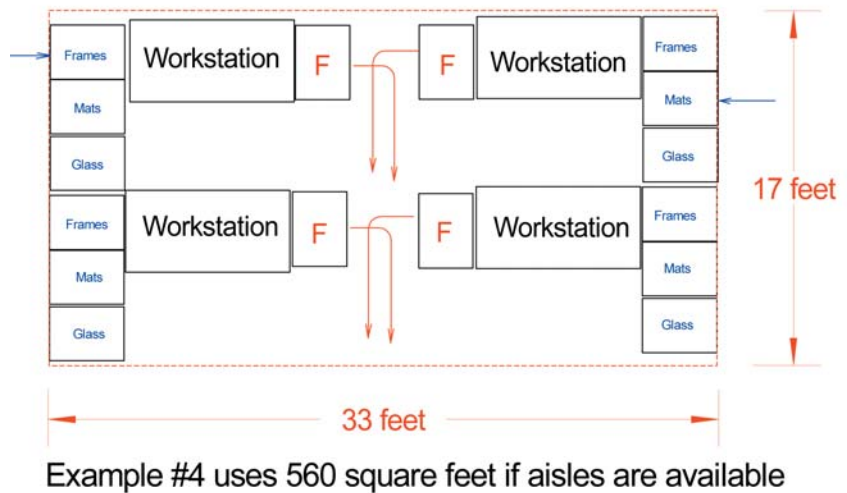 Frames
Workstation
F
F
Workstation
Frames
Mats
Mats
Glass
Glass
17 feet
Frames
Workstation
F
F
Workstation
Frames
Mats
Mats
Glass
Glass
33 feet
Example #4 uses 560 square feet if aisles are available